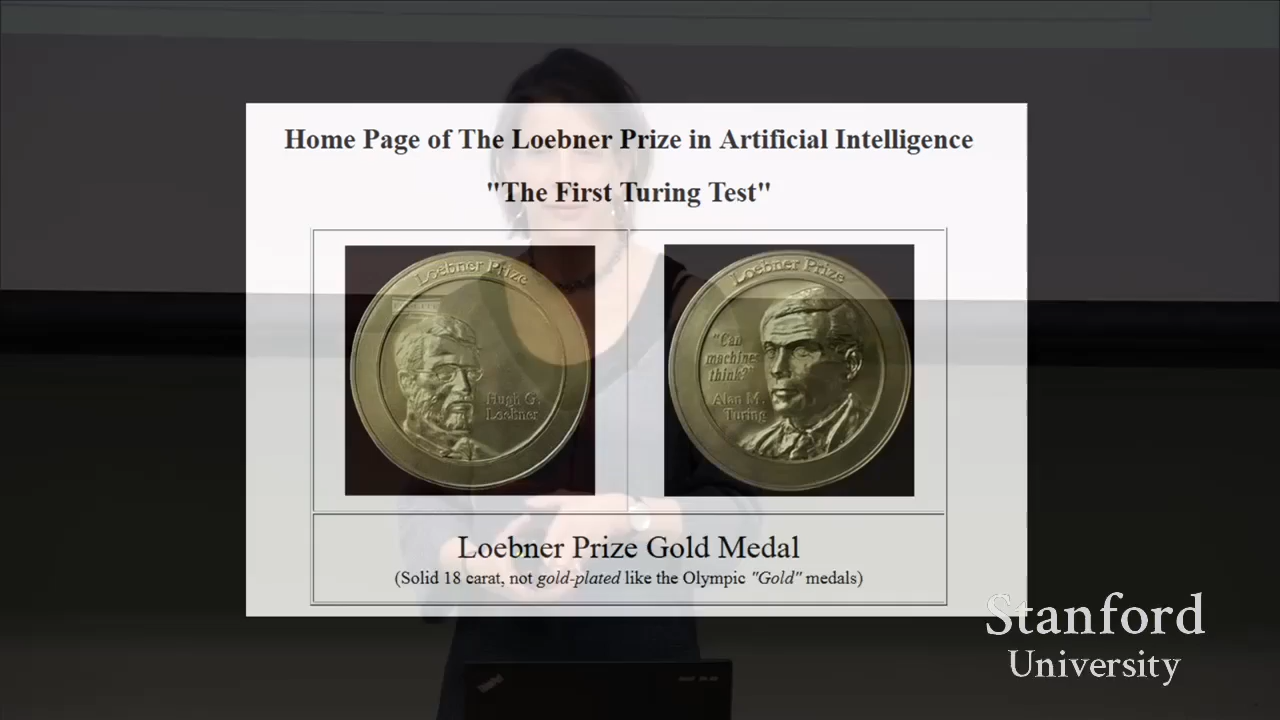 Home Page of The Loebner Prize in Artificial Intelligence
"The First Turing Test"
Loebner Prize
Hugh G.
Loebner
Loebner Prize
"Can
machines
think?"
Alan M.
Turing
Loebner Prize Gold Medal
(Solid 18 carat, not gold-plated like the Olympic "Gold" medals)
Stanford
University
ThinkPad